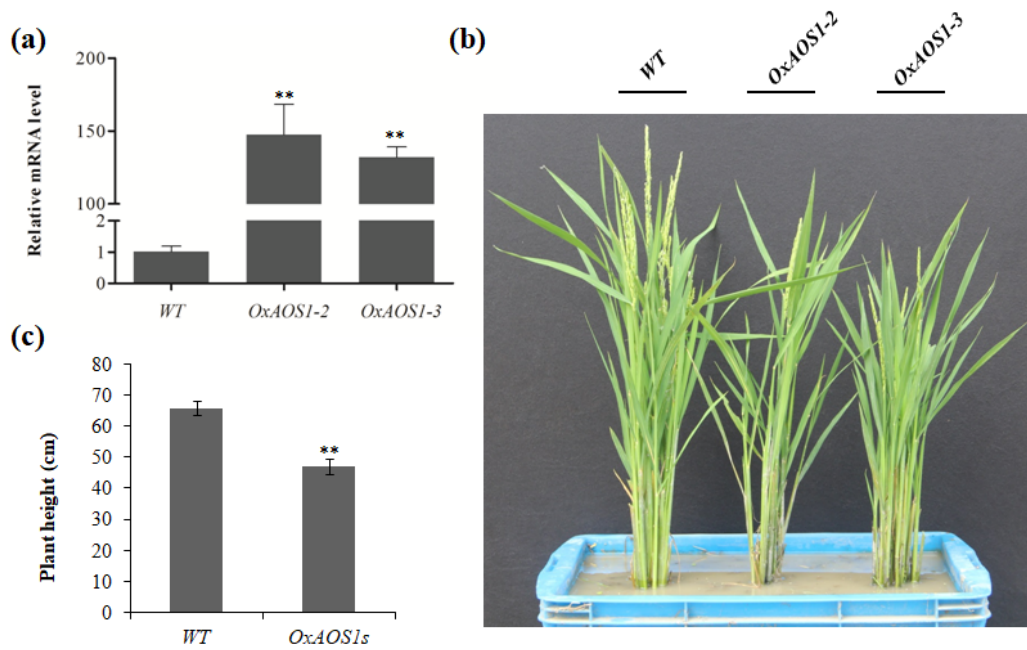 (a)
Relative mRNA level
200
150
100
2
1
0
**
**
WT
OxAOS1-2
OxAOS1-3
(b)
WT
OxAOS1-2
OxAOS1-3
(c)
Plant height (cm)
80
70
60
50
40
30
20
10
0
**
WT
OxAOS1s